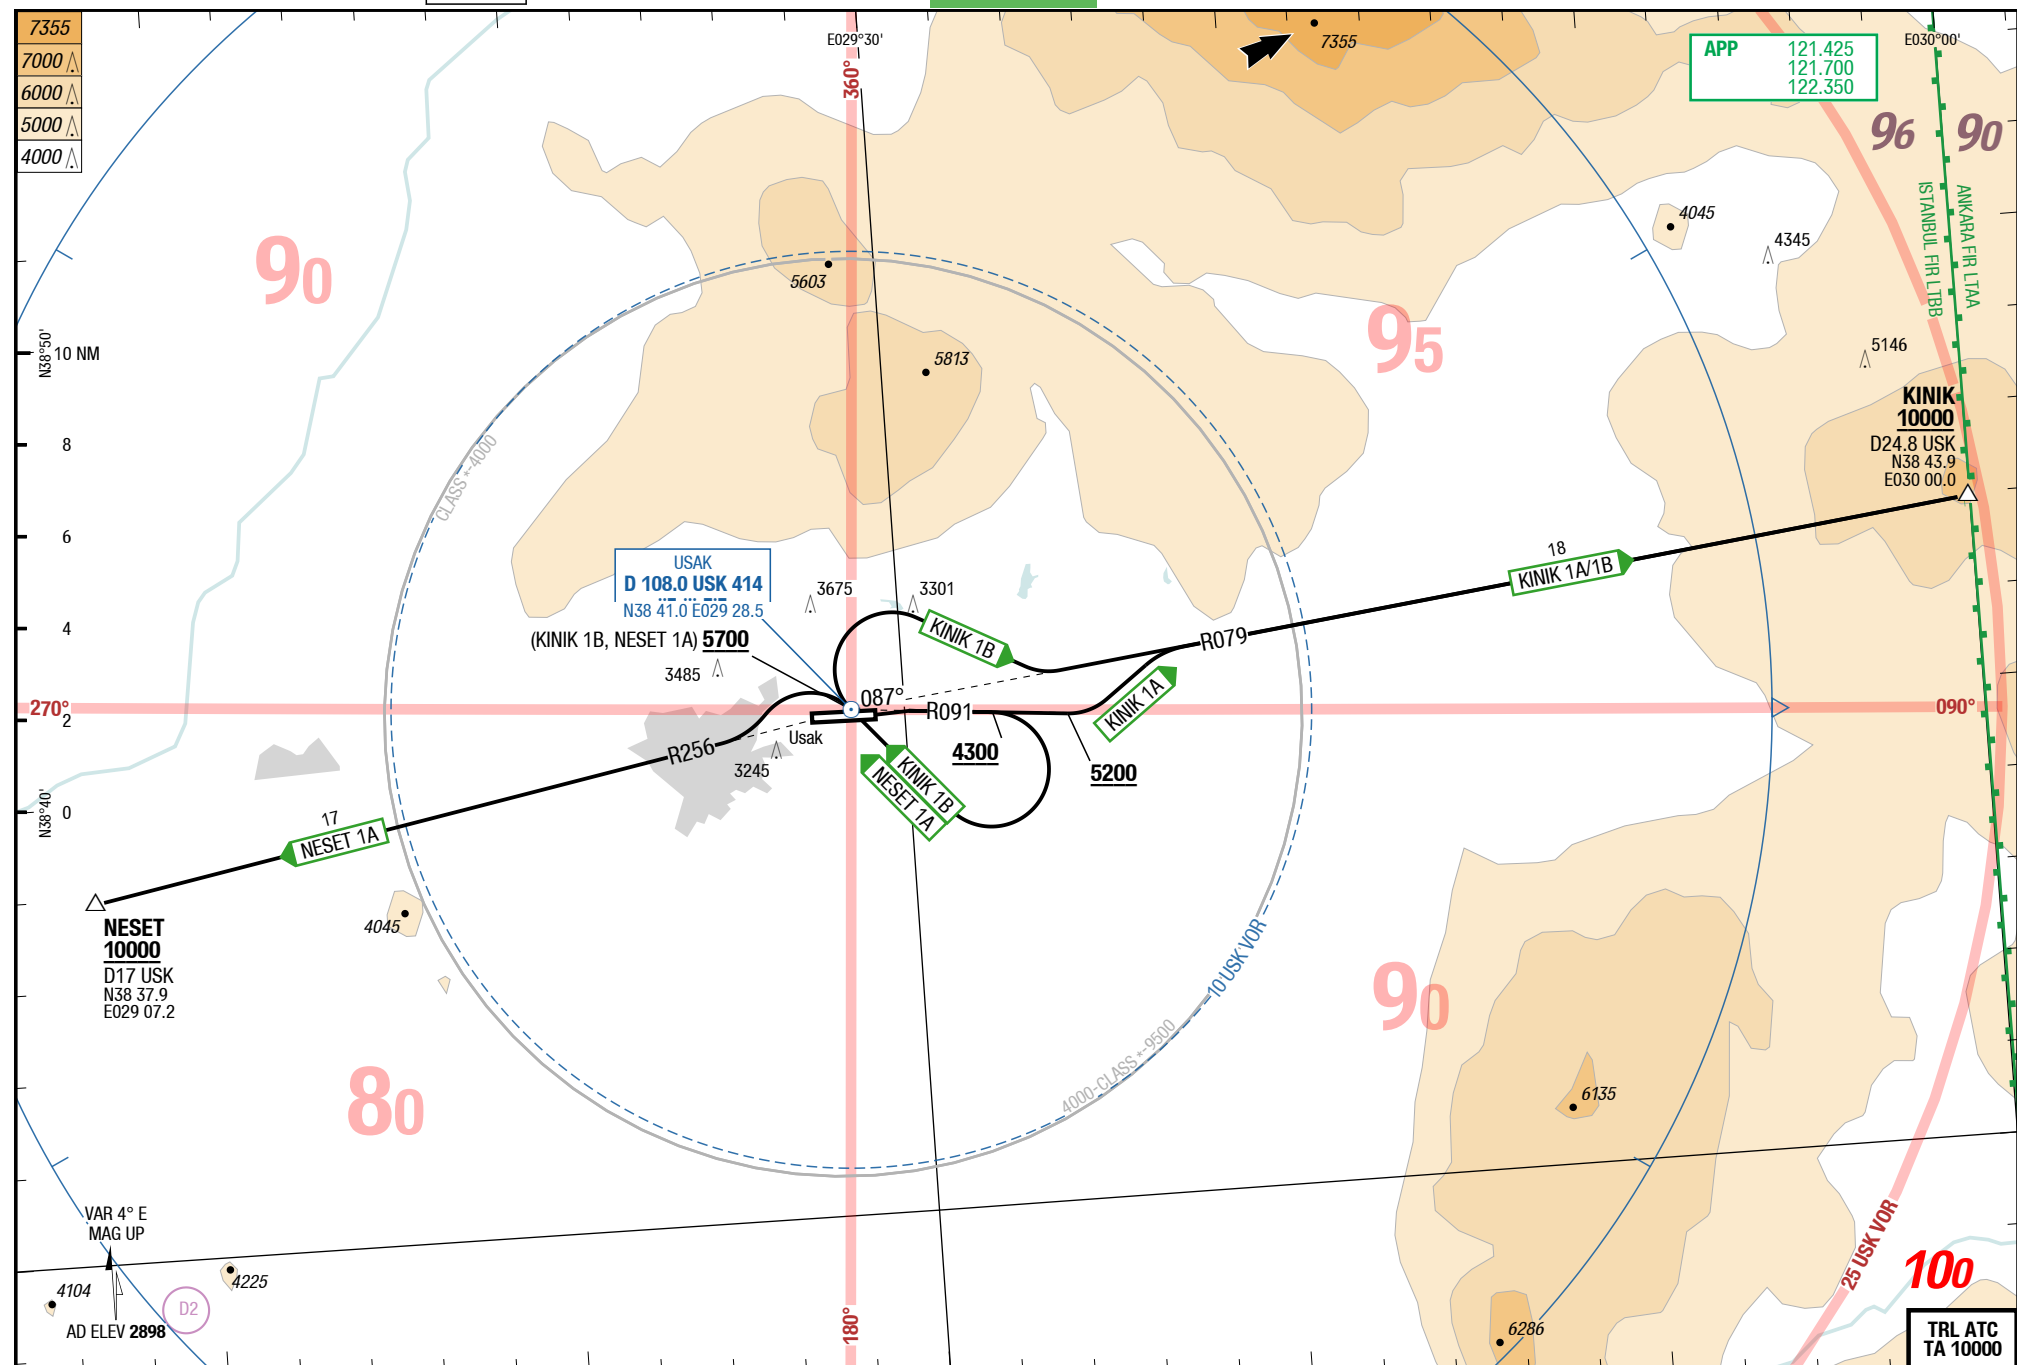 7355
7000
6000
5000
4000
E029°30'
360°
7355
APP 121.425
121.700
122.350
E030°00'
96
90
ISTANBUL FIR LTBB
ANKARA FIR LTAA
4045
4345
90
5603
95
N38°50'
10 NM
5813
5146
CLASS *-4000
8
KINIK
10000
D24.8 USK
N38 43.9
E030 00.0
6
USAK
D 108.0 USK 414
N38 41.0 E029 28.5
3675
3301
18
KINIK 1A/1B
4
(KINIK 1B, NESET 1A) 5700
KINIK 1B
R079
3485
087°
KINIK 1A
270°
2
R091
090°
Usak
R256
4300
5200
3245
KINIK 1B
NESET 1A
N38°40'
0
17
NESET 1A
4045
NESET
10000
D17 USK
N38 37.9
E029 07.2
10 USK VOR
90
80
4000-CLASS *-9500
6135
VAR 4° E
MAG UP
25 USK VOR
100
4104
4225
D2
AD ELEV 2898
180°
6286
TRL ATC
TA 10000